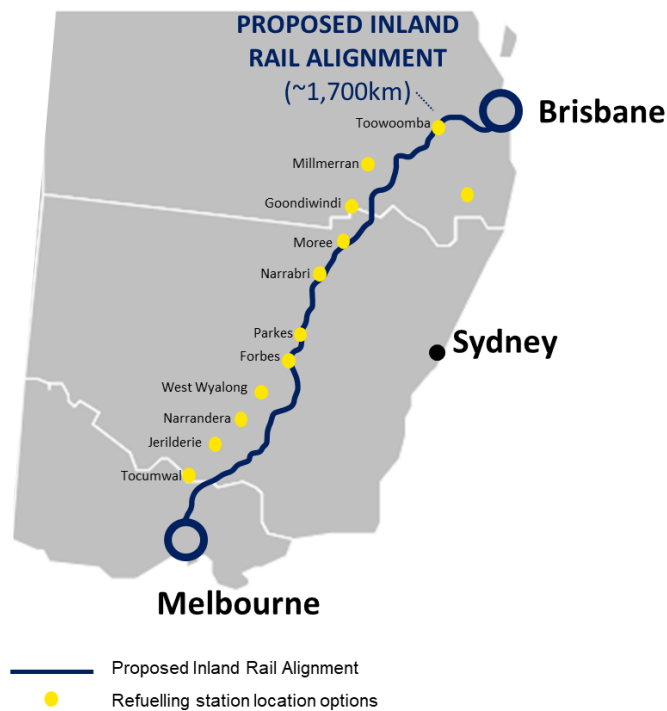 PROPOSED INLAND
RAIL ALIGNMENT
(~1,700km)
Brisbane
Toowoomba
Millmerran
Goondiwindi
Moree
Narrabri
Parkes
Sydney
Forbes
West Wyalong
Narrandera
Jerilderie
Tocumwal
Melbourne
Proposed Inland Rail Alignment
Refuelling station location options